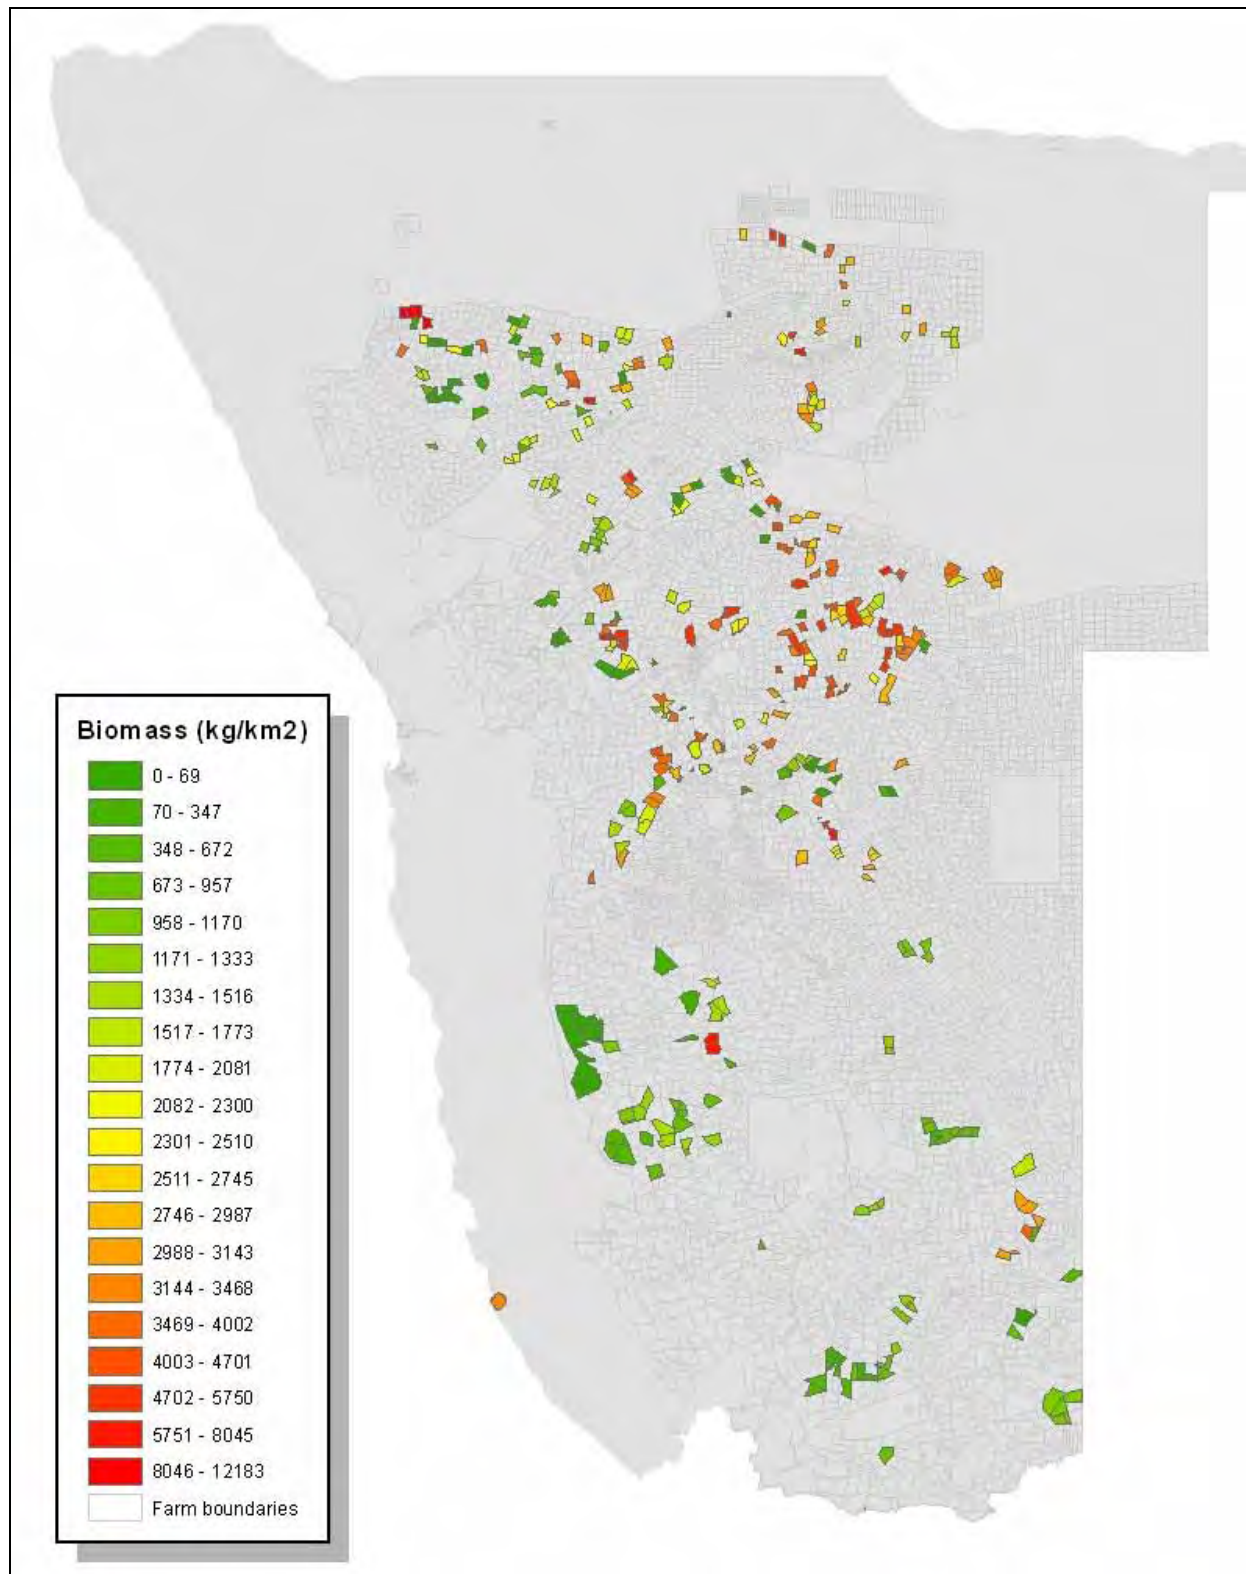 Biomass (kg/km2)
0 - 69
70 - 347
348 - 672
673 - 957
958 - 1170
1171 - 1333
1334 - 1516
1517 - 1773
1774 - 2081
2082 - 2300
2301 - 2510
2511 - 2745
2746 - 2987
2988 - 3143
3144 - 3468
3469 - 4002
4003 - 4701
4702 - 5750
5751 - 8045
8046 - 12183
Farm boundaries